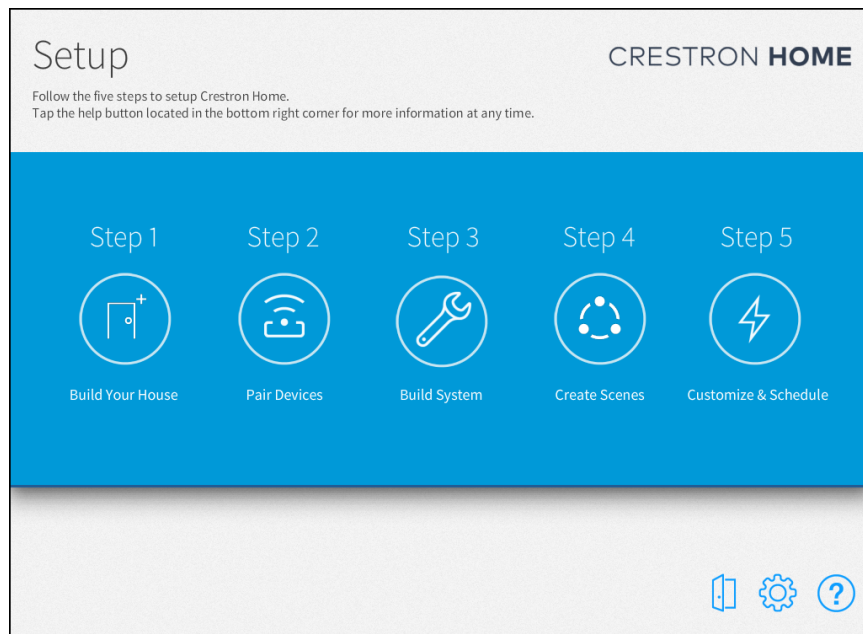 Setup
CRESTRON HOME
Follow the five steps to setup Crestron Home.
Tap the help button located in the bottom right corner for more information at any time.
Step 1
Step 2
Step 3
Step 4
Step 5
Build Your House
Pair Devices
Build System
Create Scenes
Customize & Schedule
?